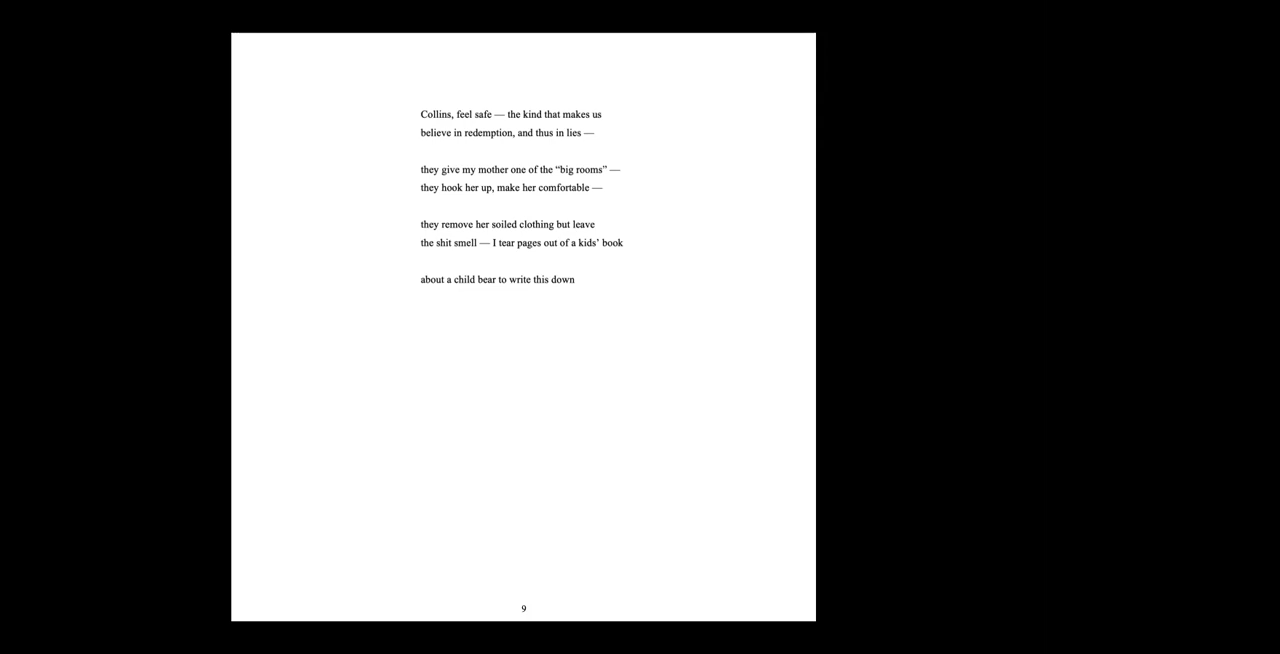 Collins, feel safe — the kind that makes us
believe in redemption, and thus in lies —
they give my mother one of the “big rooms” —
they hook her up, make her comfortable —
they remove her soiled clothing but leave
the shit smell — I tear pages out of a kids’ book
about a child bear to write this down
9